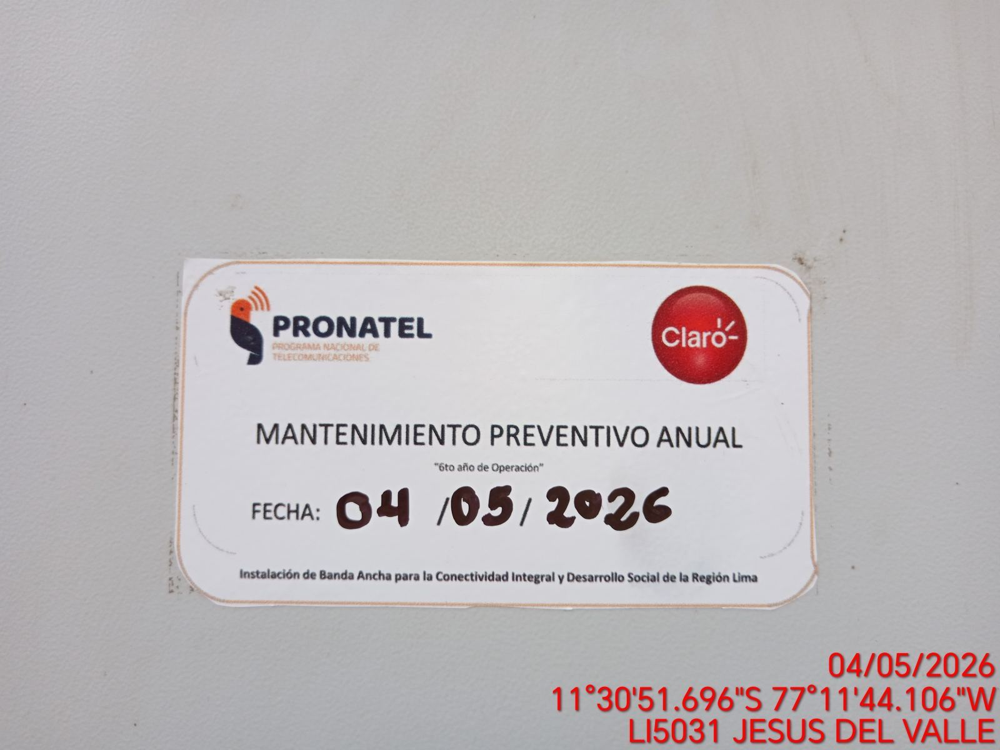 PRONATEL
PROGRAMA NACIONAL DE
TELECOMUNICACIONES
Claro
MANTENIMIENTO PREVENTIVO ANUAL
"6to año de Operación"
FECHA: 04 /05/ 2026
Instalación de Banda Ancha para la Conectividad Integral y Desarrollo Social de la Región Lima
04/05/2026
11°30'51.696"S 77°11'44.106"W
LI5031 JESUS DEL VALLE